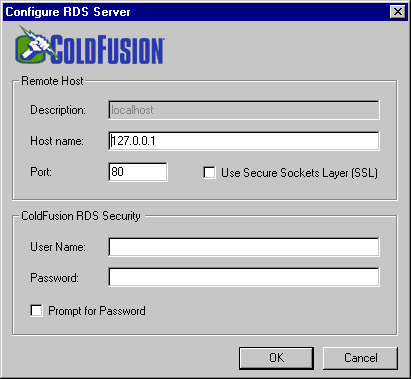 Configure RDS Server
COLDFUSION
Remote Host
Description: localhost
Host name: 127.0.0.1
Port: 80 Use Secure Sockets Layer (SSL)
ColdFusion RDS Security
User Name:
Password:
Prompt for Password
OK Cancel